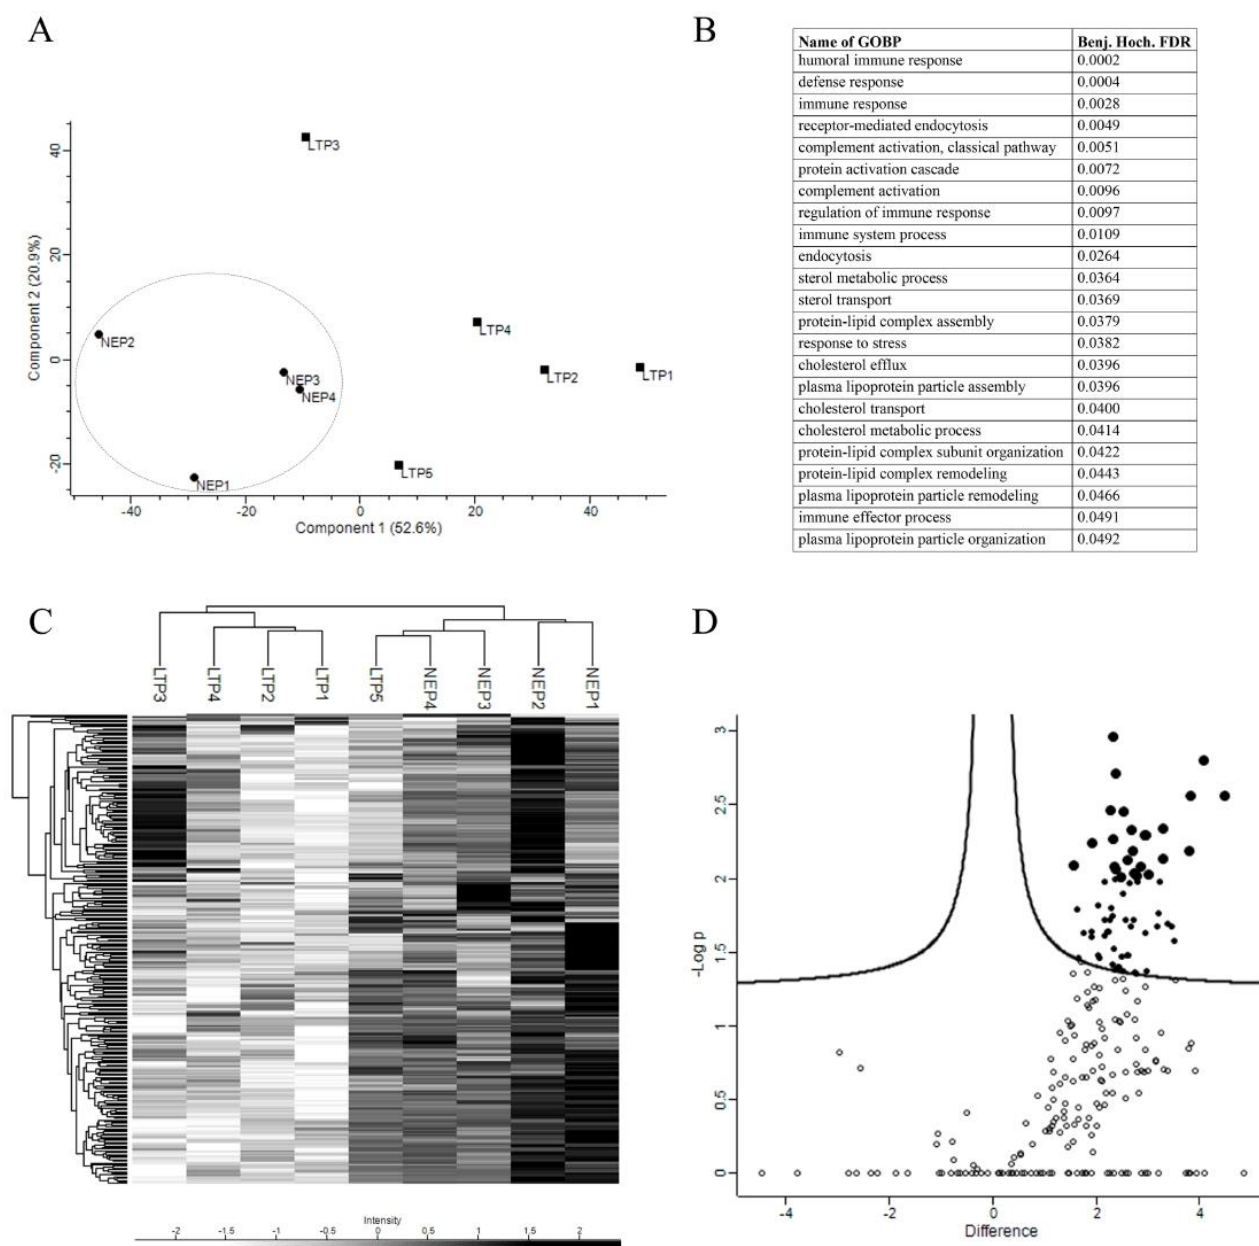 A
B
40
20
0
-20
Component 2 (20.9%)
LTP3
NEP2
NEP3
NEP4
NEP1
LTP4
LTP2
LTP1
LTP5
-40
-20
0
20
40
Component 1 (52.6%)
Name of GOBP Benj. Hoch. FDR
humoral immune response 0.0002
defense response 0.0004
immune response 0.0028
receptor-mediated endocytosis 0.0049
complement activation, classical pathway 0.0051
protein activation cascade 0.0072
complement activation 0.0096
regulation of immune response 0.0097
immune system process 0.0109
endocytosis 0.0264
sterol metabolic process 0.0364
sterol transport 0.0369
protein-lipid complex assembly 0.0379
response to stress 0.0382
cholesterol efflux 0.0396
plasma lipoprotein particle assembly 0.0396
cholesterol transport 0.0400
cholesterol metabolic process 0.0414
protein-lipid complex subunit organization 0.0422
protein-lipid complex remodeling 0.0443
plasma lipoprotein particle remodeling 0.0466
immune effector process 0.0491
plasma lipoprotein particle organization 0.0492
C
D
LTP3
LTP4
LTP2
LTP1
LTP5
NEP4
NEP3
NEP2
NEP1
Intensity
-2 -1.5 -1 -0.5 0 0.5 1 1.5 2
3
2.5
2
1.5
1
0.5
0
-Log p
-4 -2 0 2 4
Difference